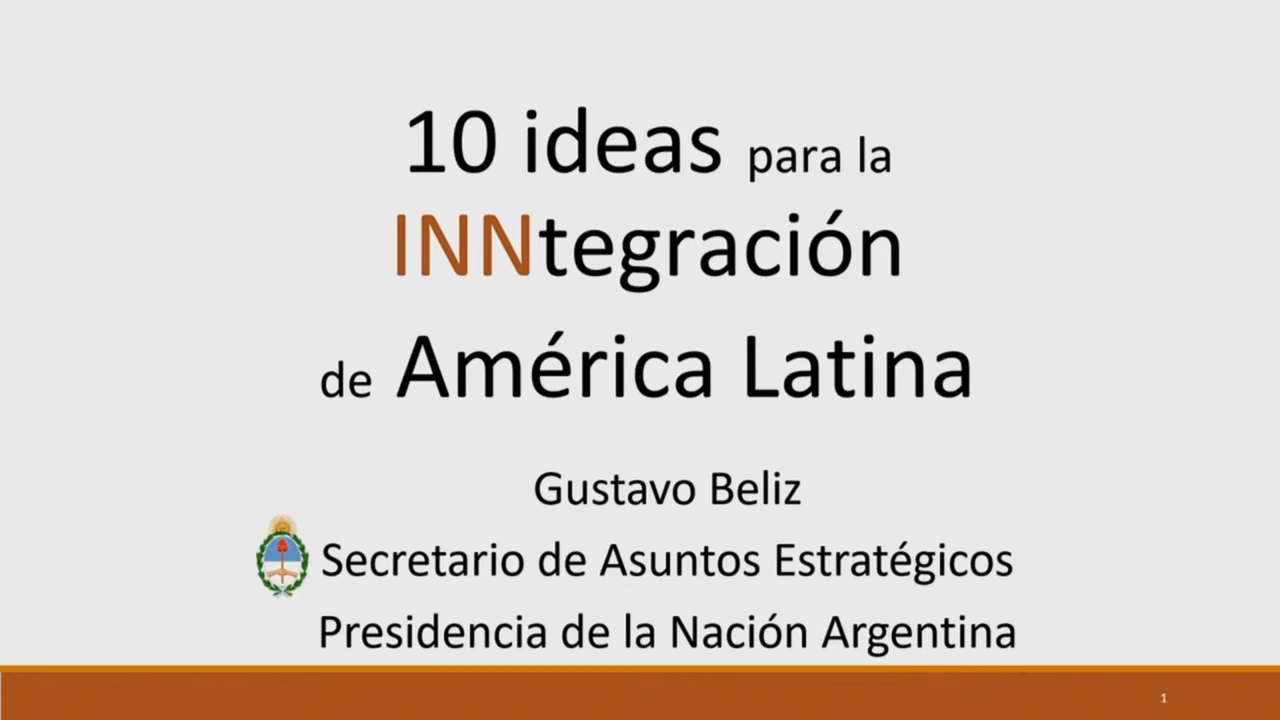 10 ideas para la
INNtegración
de América Latina
Gustavo Beliz
Secretario de Asuntos Estratégicos
Presidencia de la Nación Argentina
1